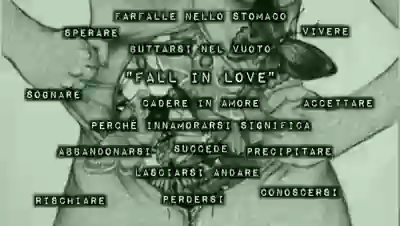 FARFALLE NELLO STOMACO
SPERARE
VIVERE
BUTTARSI NEL VUOTO
"FALL IN LOVE"
SOGNARE
CADERE IN AMORE
ACCETTARE
PERCHÈ INNAMORARSI SIGNIFICA
ABBANDONARSI
SUCCEDE
PRECIPITARE
LASCIARSI ANDARE
CONOSCERSI
RISCHIARE
PERDERSI